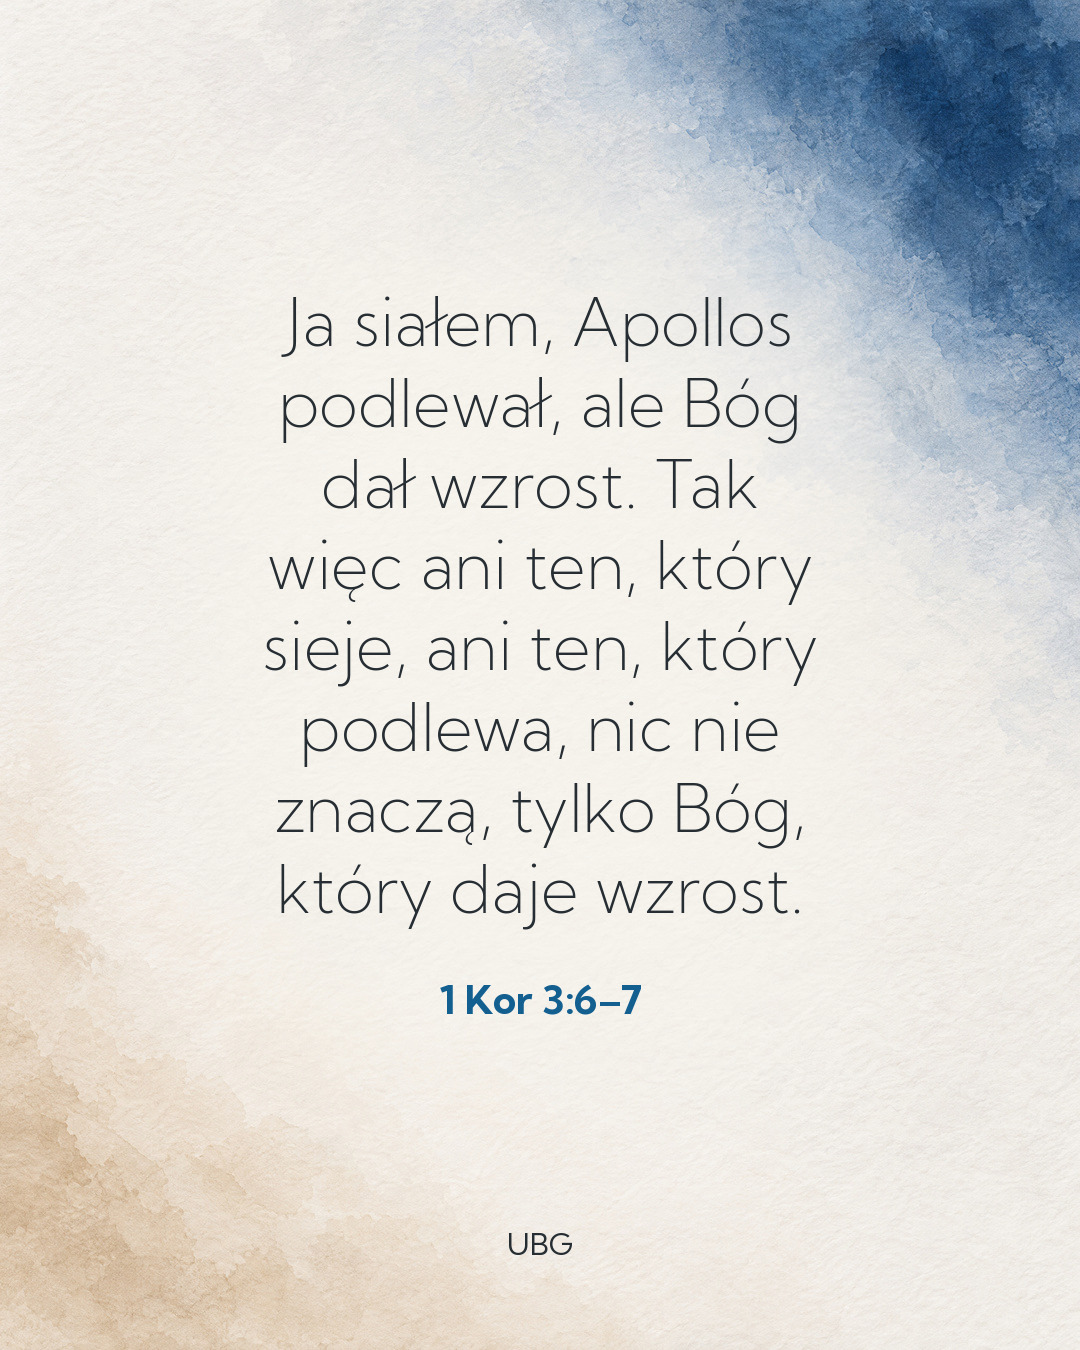 Ja siałem, Apollos
podlewał, ale Bóg
dał wzrost. Tak
więc ani ten, który
sieje, ani ten, który
podlewa, nic nie
znaczą, tylko Bóg,
który daje wzrost.
1 Kor 3:6–7
UBG